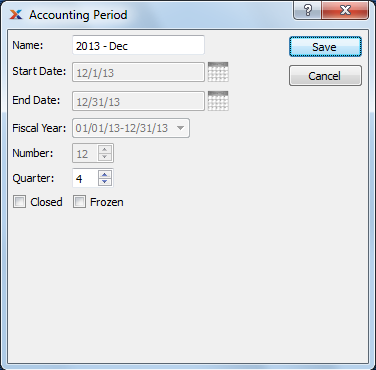 Accounting Period
Name: 2013 - Dec
Save
Start Date: 12/1/13
Cancel
End Date: 12/31/13
Fiscal Year: 01/01/13-12/31/13
Number: 12
Quarter: 4
Closed Frozen